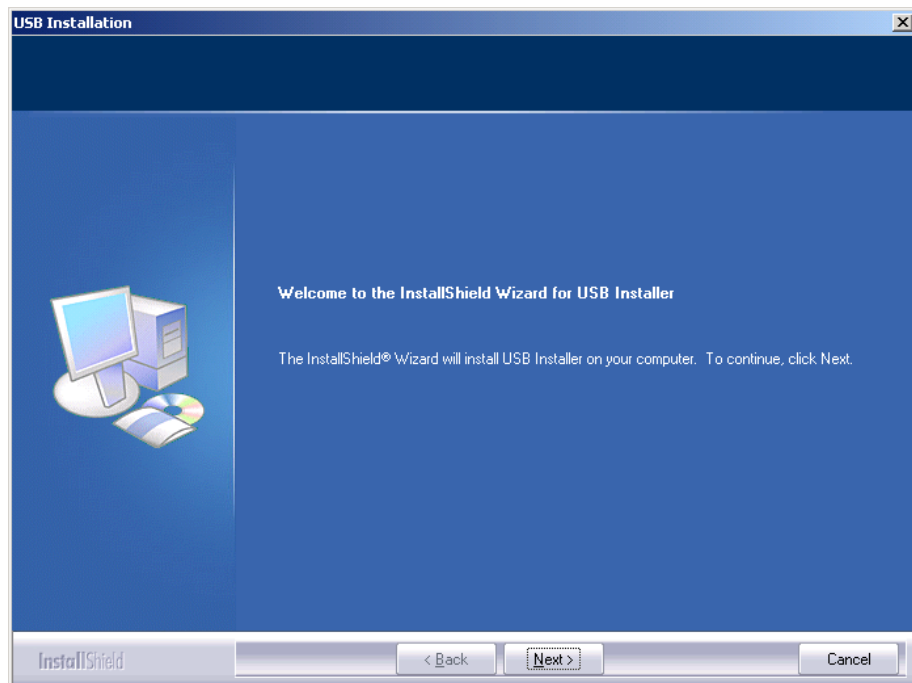 USB Installation
Welcome to the InstallShield Wizard for USB Installer
The InstallShield® Wizard will install USB Installer on your computer. To continue, click Next.
InstallShield
< Back
Next >
Cancel